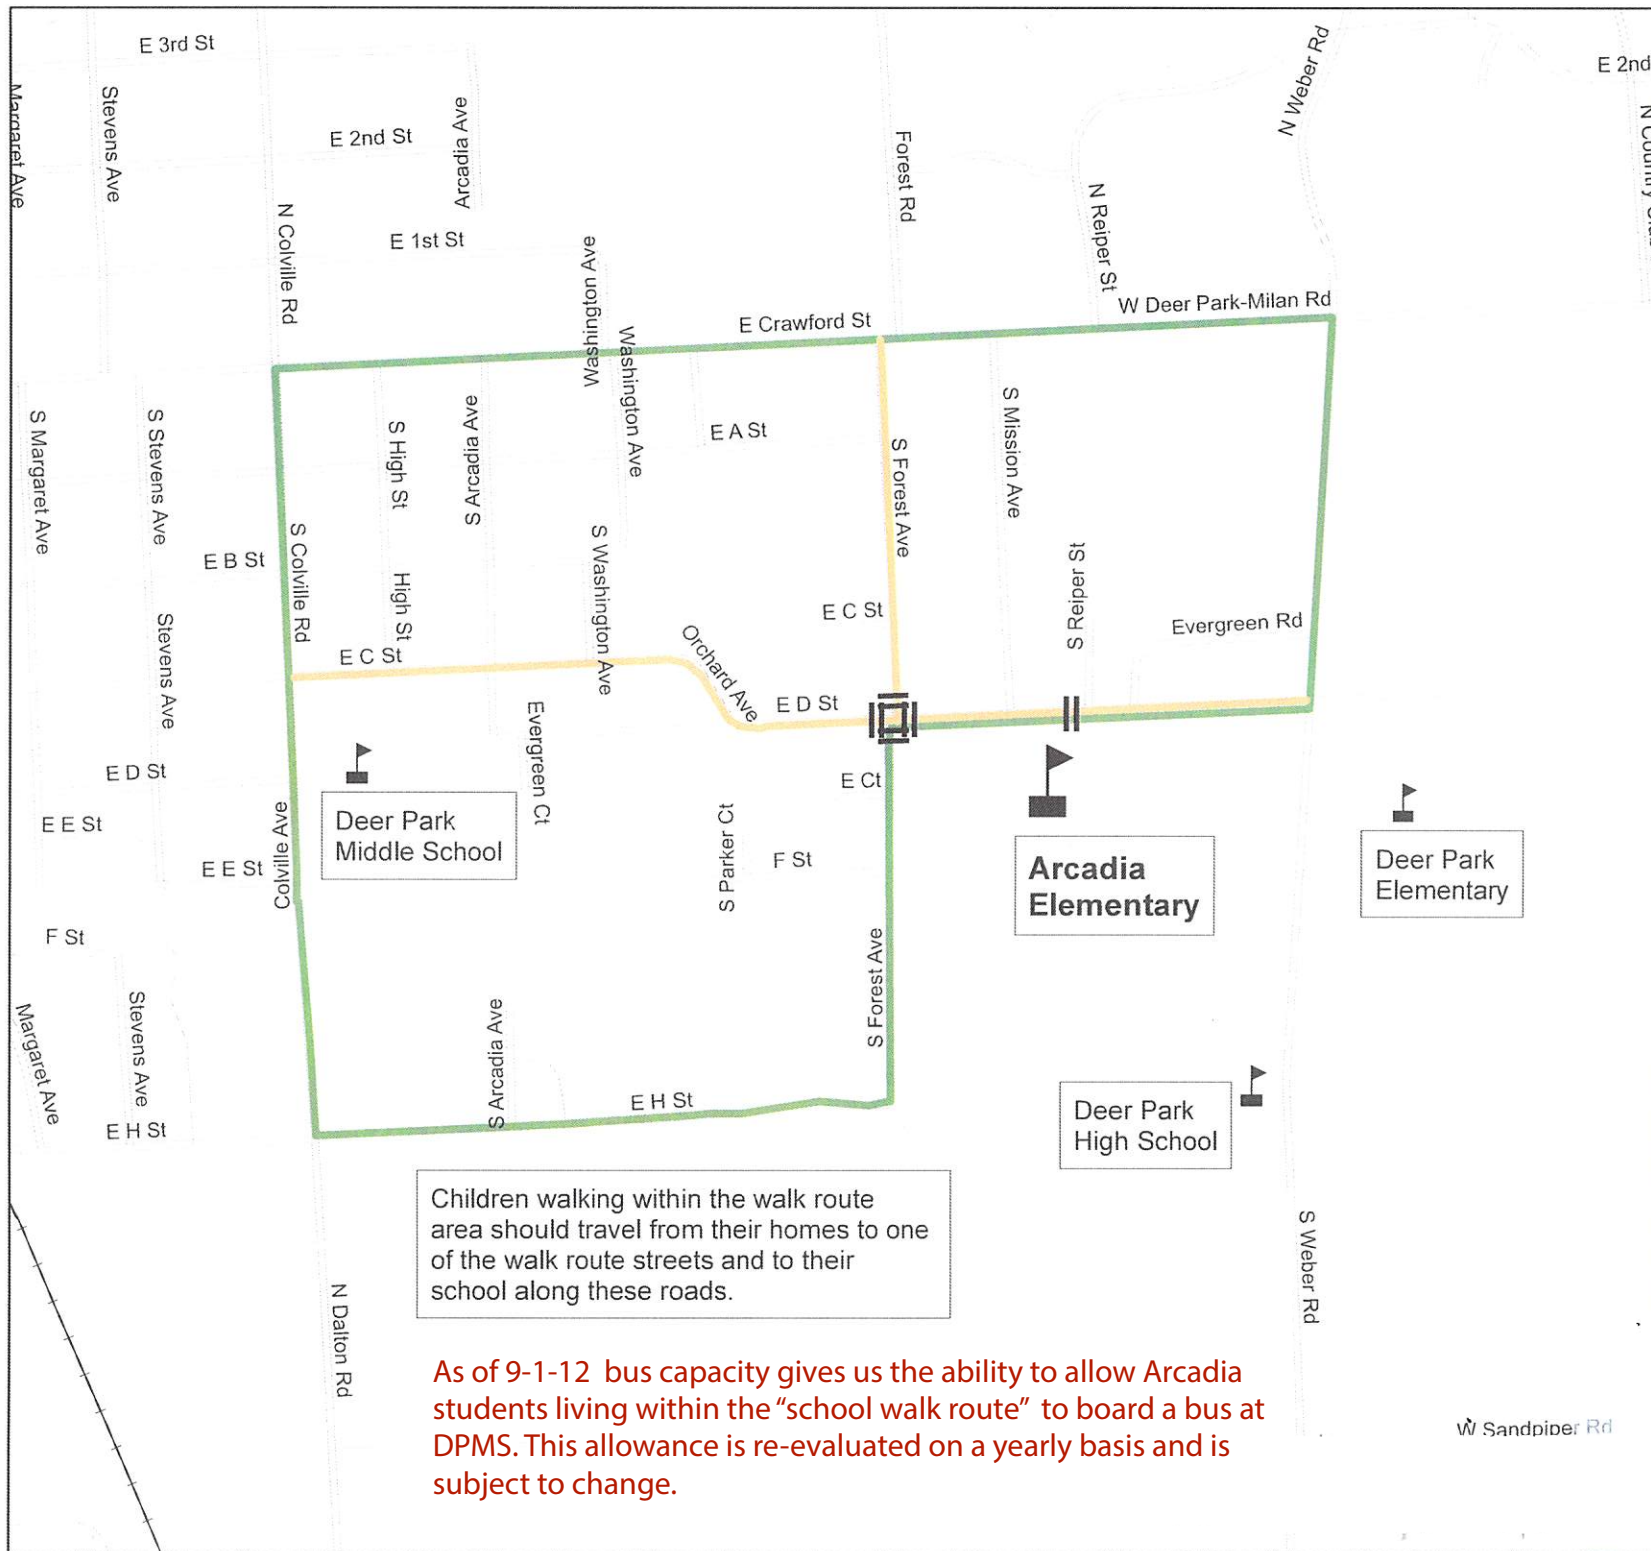 E 3rd St
E 2nd
Margaret Ave
Stevens Ave
Arcadia Ave
E 2nd St
Forest Rd
N Weber Rd
N Country Club
N Colville Rd
E 1st St
Washington Ave
N Reiper St
W Deer Park-Milan Rd
E Crawford St
Washington Ave
S Margaret Ave
S Stevens Ave
S High St
S Arcadia Ave
E A St
S Forest Ave
S Mission Ave
E B St
S Colville Rd
High St
S Washington Ave
E C St
S Reiper St
Evergreen Rd
Stevens Ave
E C St
Orchard Ave
E D St
Evergreen Ct
E D St
E Ct
E E St
Colville Ave
Deer Park
Middle School
S Parker Ct
F St
Arcadia
Elementary
Deer Park
Elementary
E E St
F St
S Forest Ave
Margaret Ave
Stevens Ave
S Arcadia Ave
E H St
E H St
Deer Park
High School
Children walking within the walk route
area should travel from their homes to one
of the walk route streets and to their
school along these roads.
S Weber Rd
N Dalton Rd
As of 9-1-12 bus capacity gives us the ability to allow Arcadia
students living within the “school walk route” to board a bus at
DPMS. This allowance is re-evaluated on a yearly basis and is
subject to change.
W Sandpiper Rd